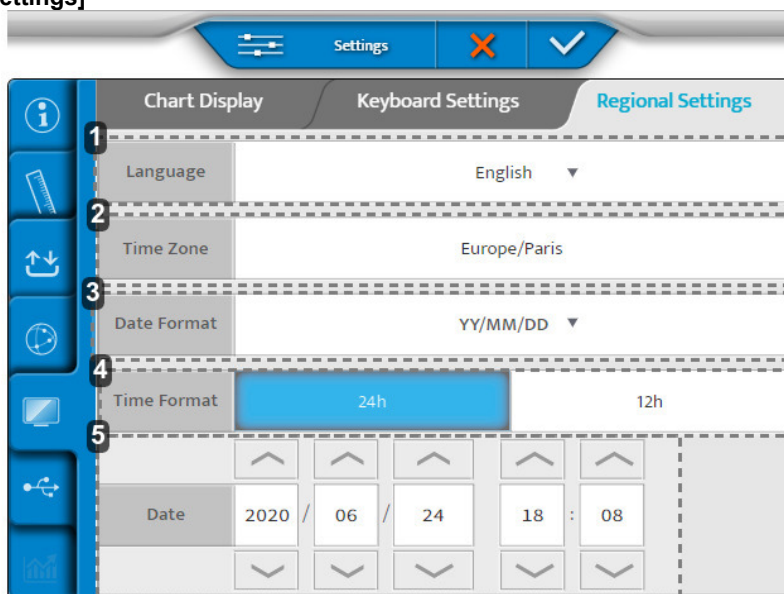 ettings]
Settings
Chart Display Keyboard Settings Regional Settings
1
Language English
2
Time Zone Europe/Paris
3
Date Format YY/MM/DD
4
Time Format 24h 12h
5
Date 2020 / 06 / 24 18 : 08